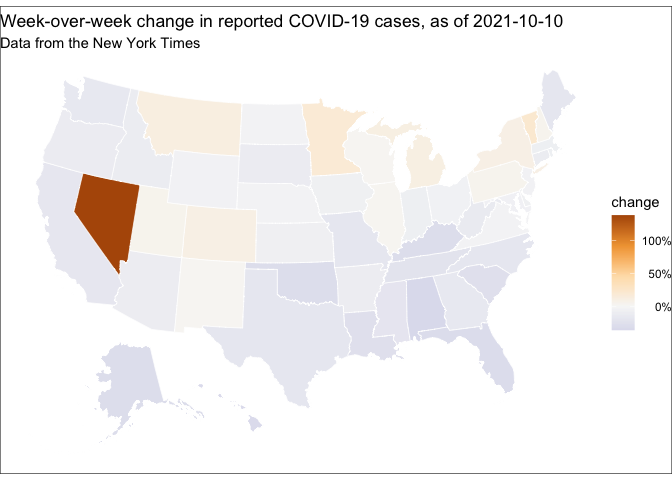 Week-over-week change in reported COVID-19 cases, as of 2021-10-10
Data from the New York Times
change
100%
50%
0%